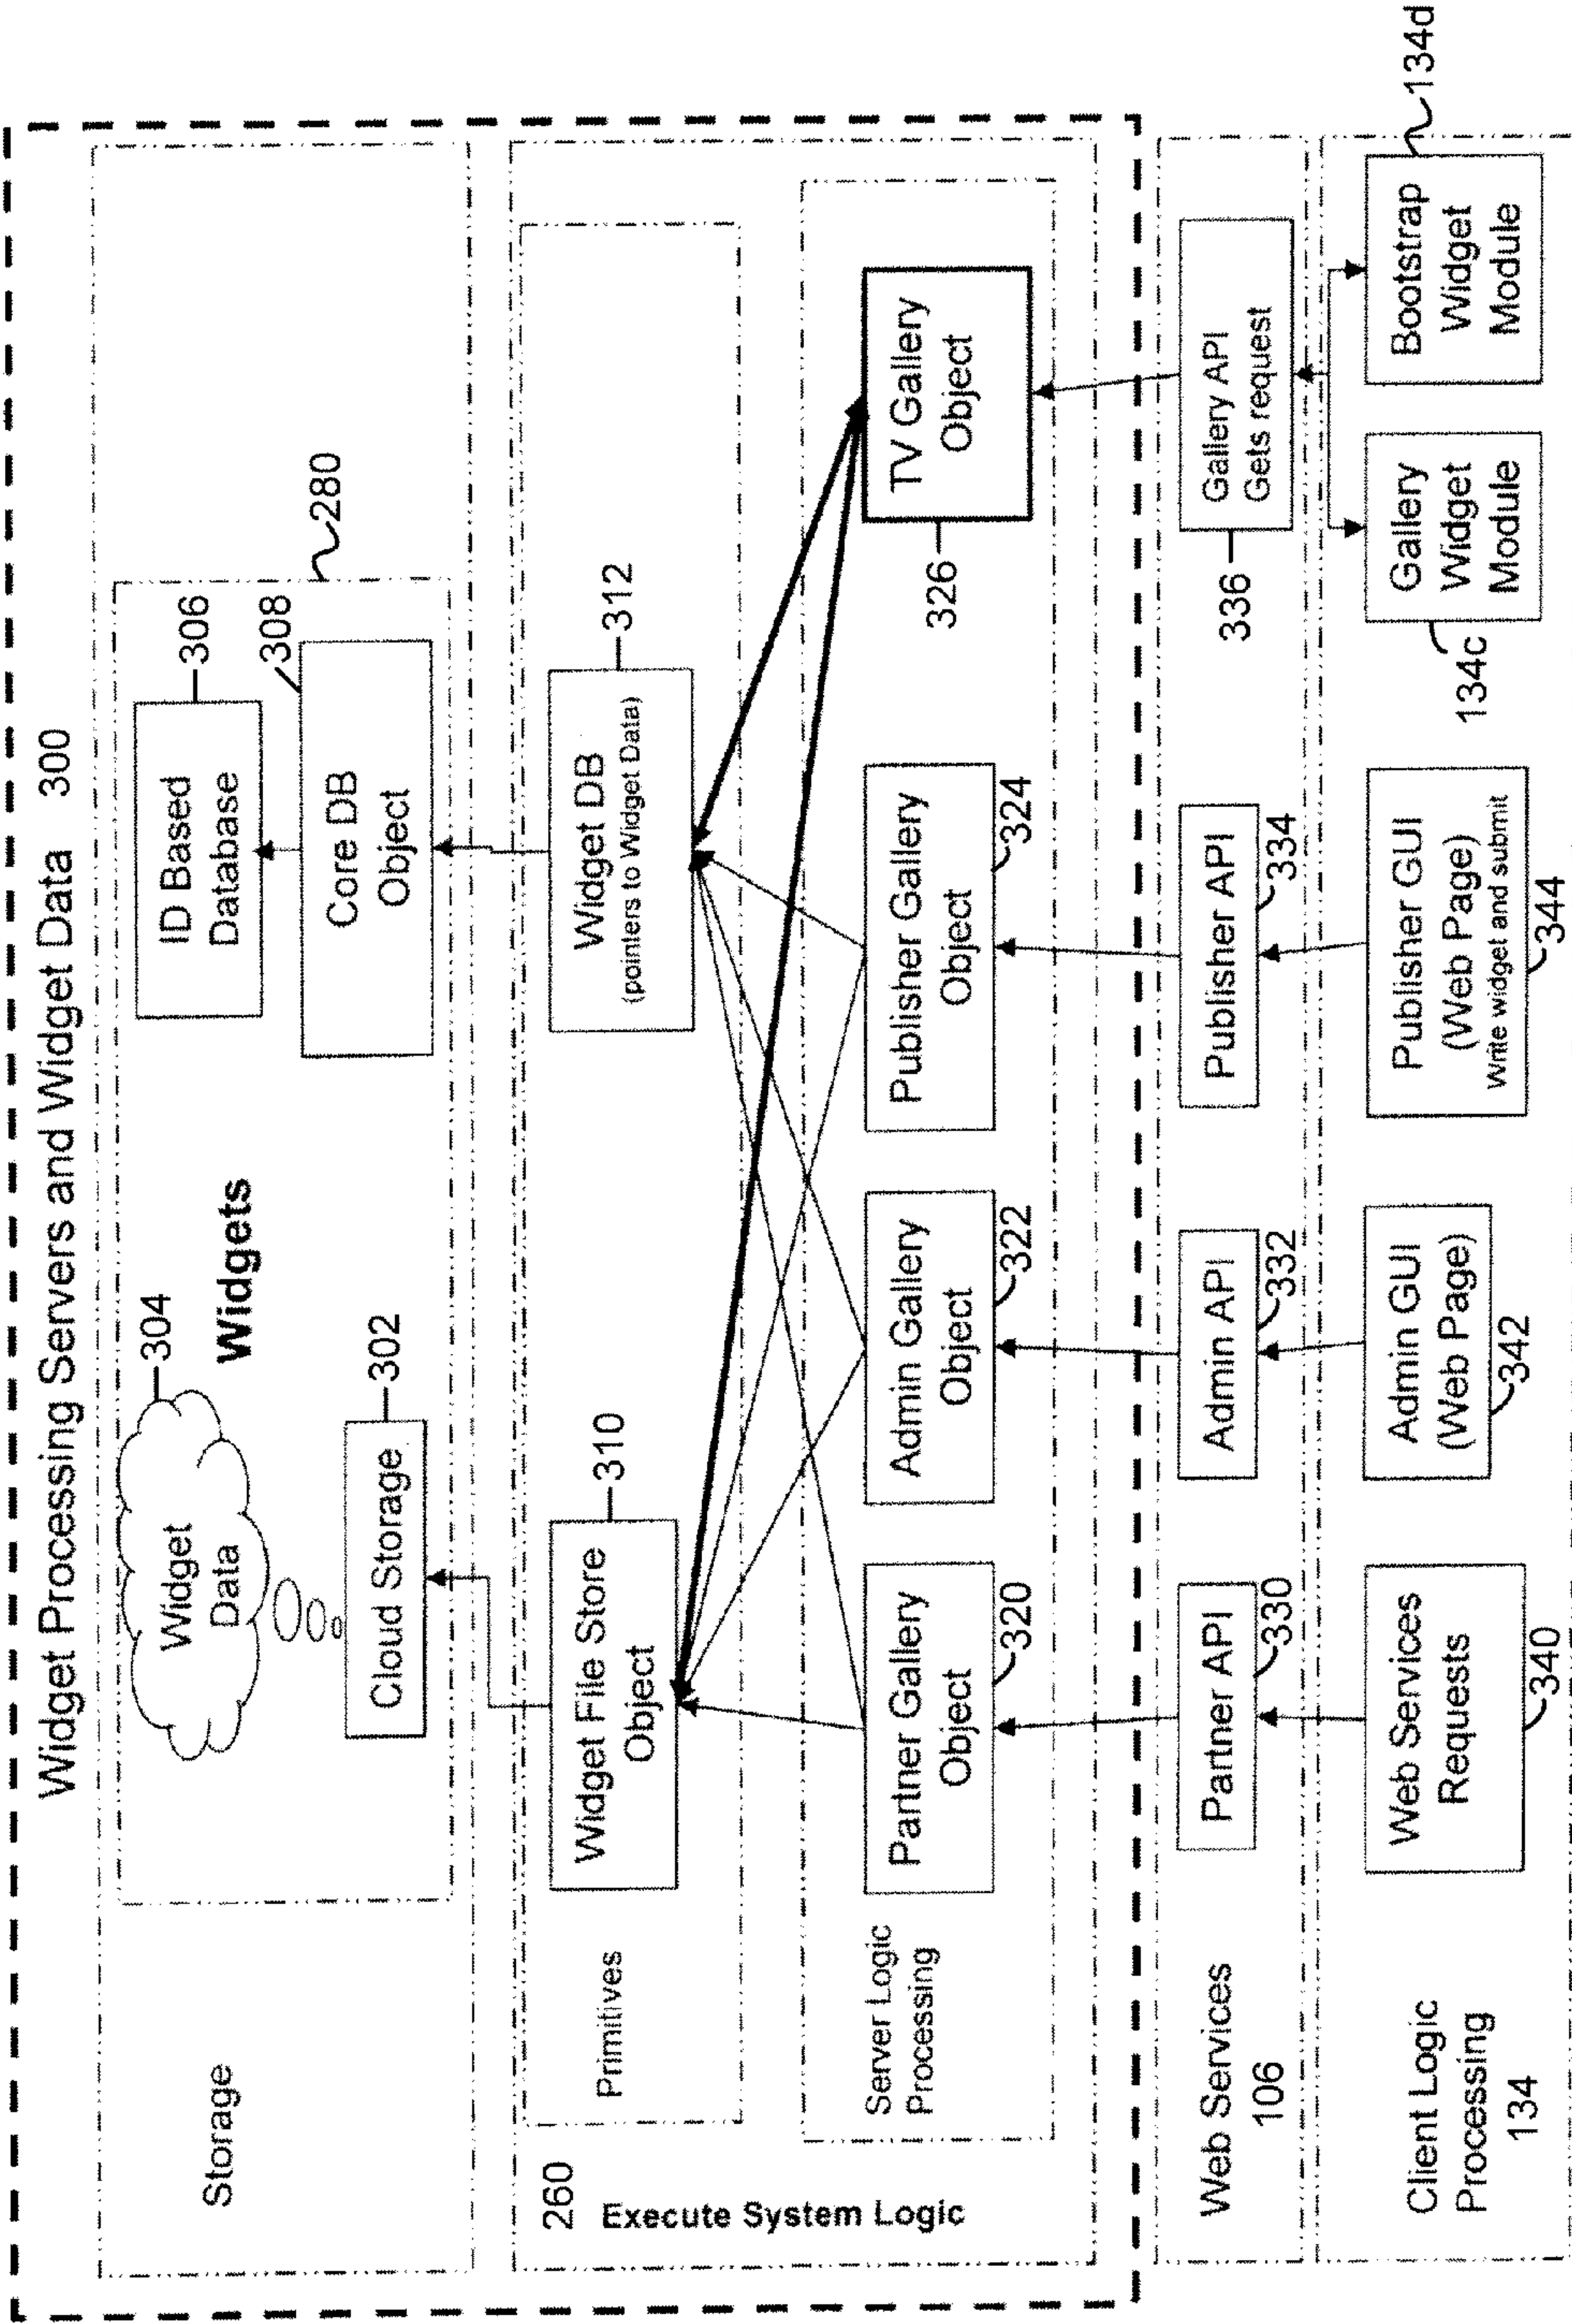 Widget Processing Servers and Widget Data 300
Storage
Widget
Data
304
Widgets
Cloud Storage
302
ID Based
Database
306
308
Core DB
Object
280
Primitives
Widget File Store
Object
310
Widget DB
(pointers to Widget Data)
312
Server Logic
Processing
Partner Gallery
Object
320
Admin Gallery
Object
322
Publisher Gallery
Object
324
TV Gallery
Object
326
260
Execute System Logic
Web Services
106
Partner API
330
Admin API
332
Publisher API
334
Gallery API
Gets request
336
Client Logic
Processing
134
Web Services
Requests
340
Admin GUI
(Web Page)
342
Publisher GUI
(Web Page)
Write widget and submit
344
Gallery
Widget
Module
134c
Bootstrap
Widget
Module
134d